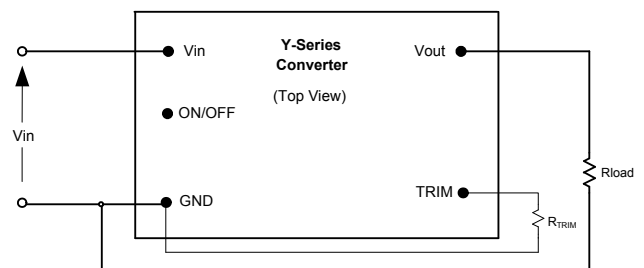 Y-Series
Converter
(Top View)
Vin
Vout
ON/OFF
Vin
GND
TRIM
Rload
RTRIM